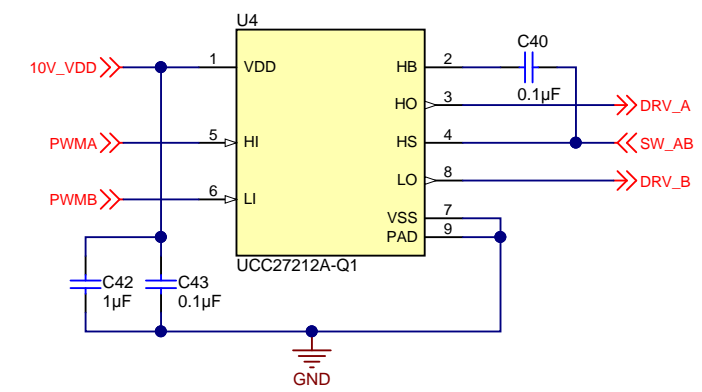 U4
C40
10V_VDD
1
VDD
HB
2
0.1µF
HO
3
DRV_A
PWMA
5
HI
HS
4
SW_AB
LO
8
DRV_B
PWMB
6
LI
VSS
7
PAD
9
UCC27212A-Q1
C42
1µF
C43
0.1µF
GND